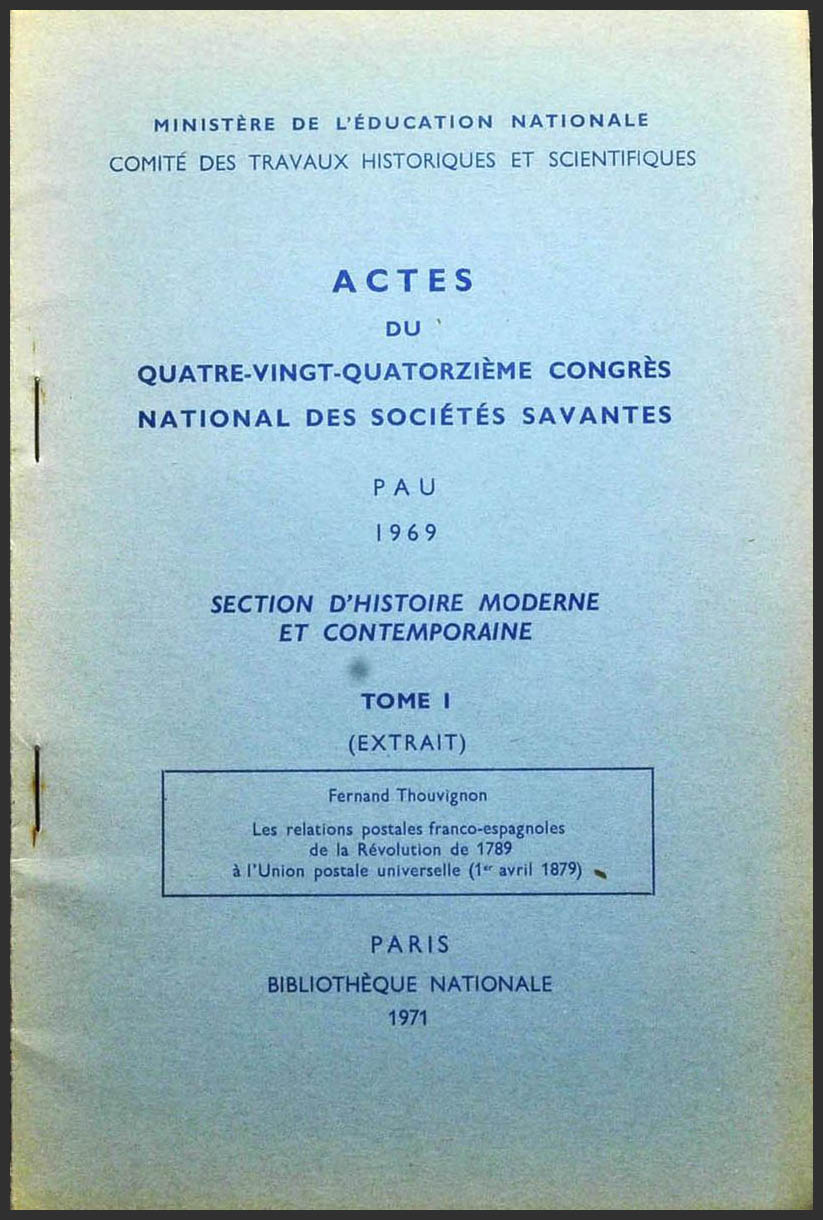 MINISTÈRE DE L'ÉDUCATION NATIONALE
COMITÉ DES TRAVAUX HISTORIQUES ET SCIENTIFIQUES
ACTES
DU
QUATRE-VINGT-QUATORZIÈME CONGRÈS
NATIONAL DES SOCIÉTÉS SAVANTES
PAU
1969
SECTION D'HISTOIRE MODERNE
ET CONTEMPORAINE
TOME I
(EXTRAIT)
Fernand Thouvignon
Les relations postales franco-espagnoles
de la Révolution de 1789
à l'Union postale universelle (1er avril 1879)
PARIS
BIBLIOTHÈQUE NATIONALE
1971